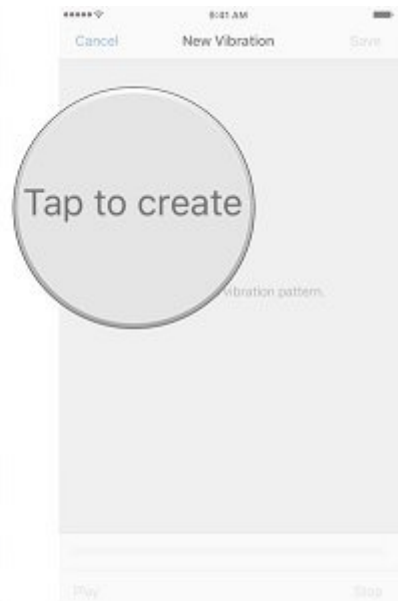 9:41 AM
Cancel New Vibration Save
Tap to create
vibration pattern.
Play Stop